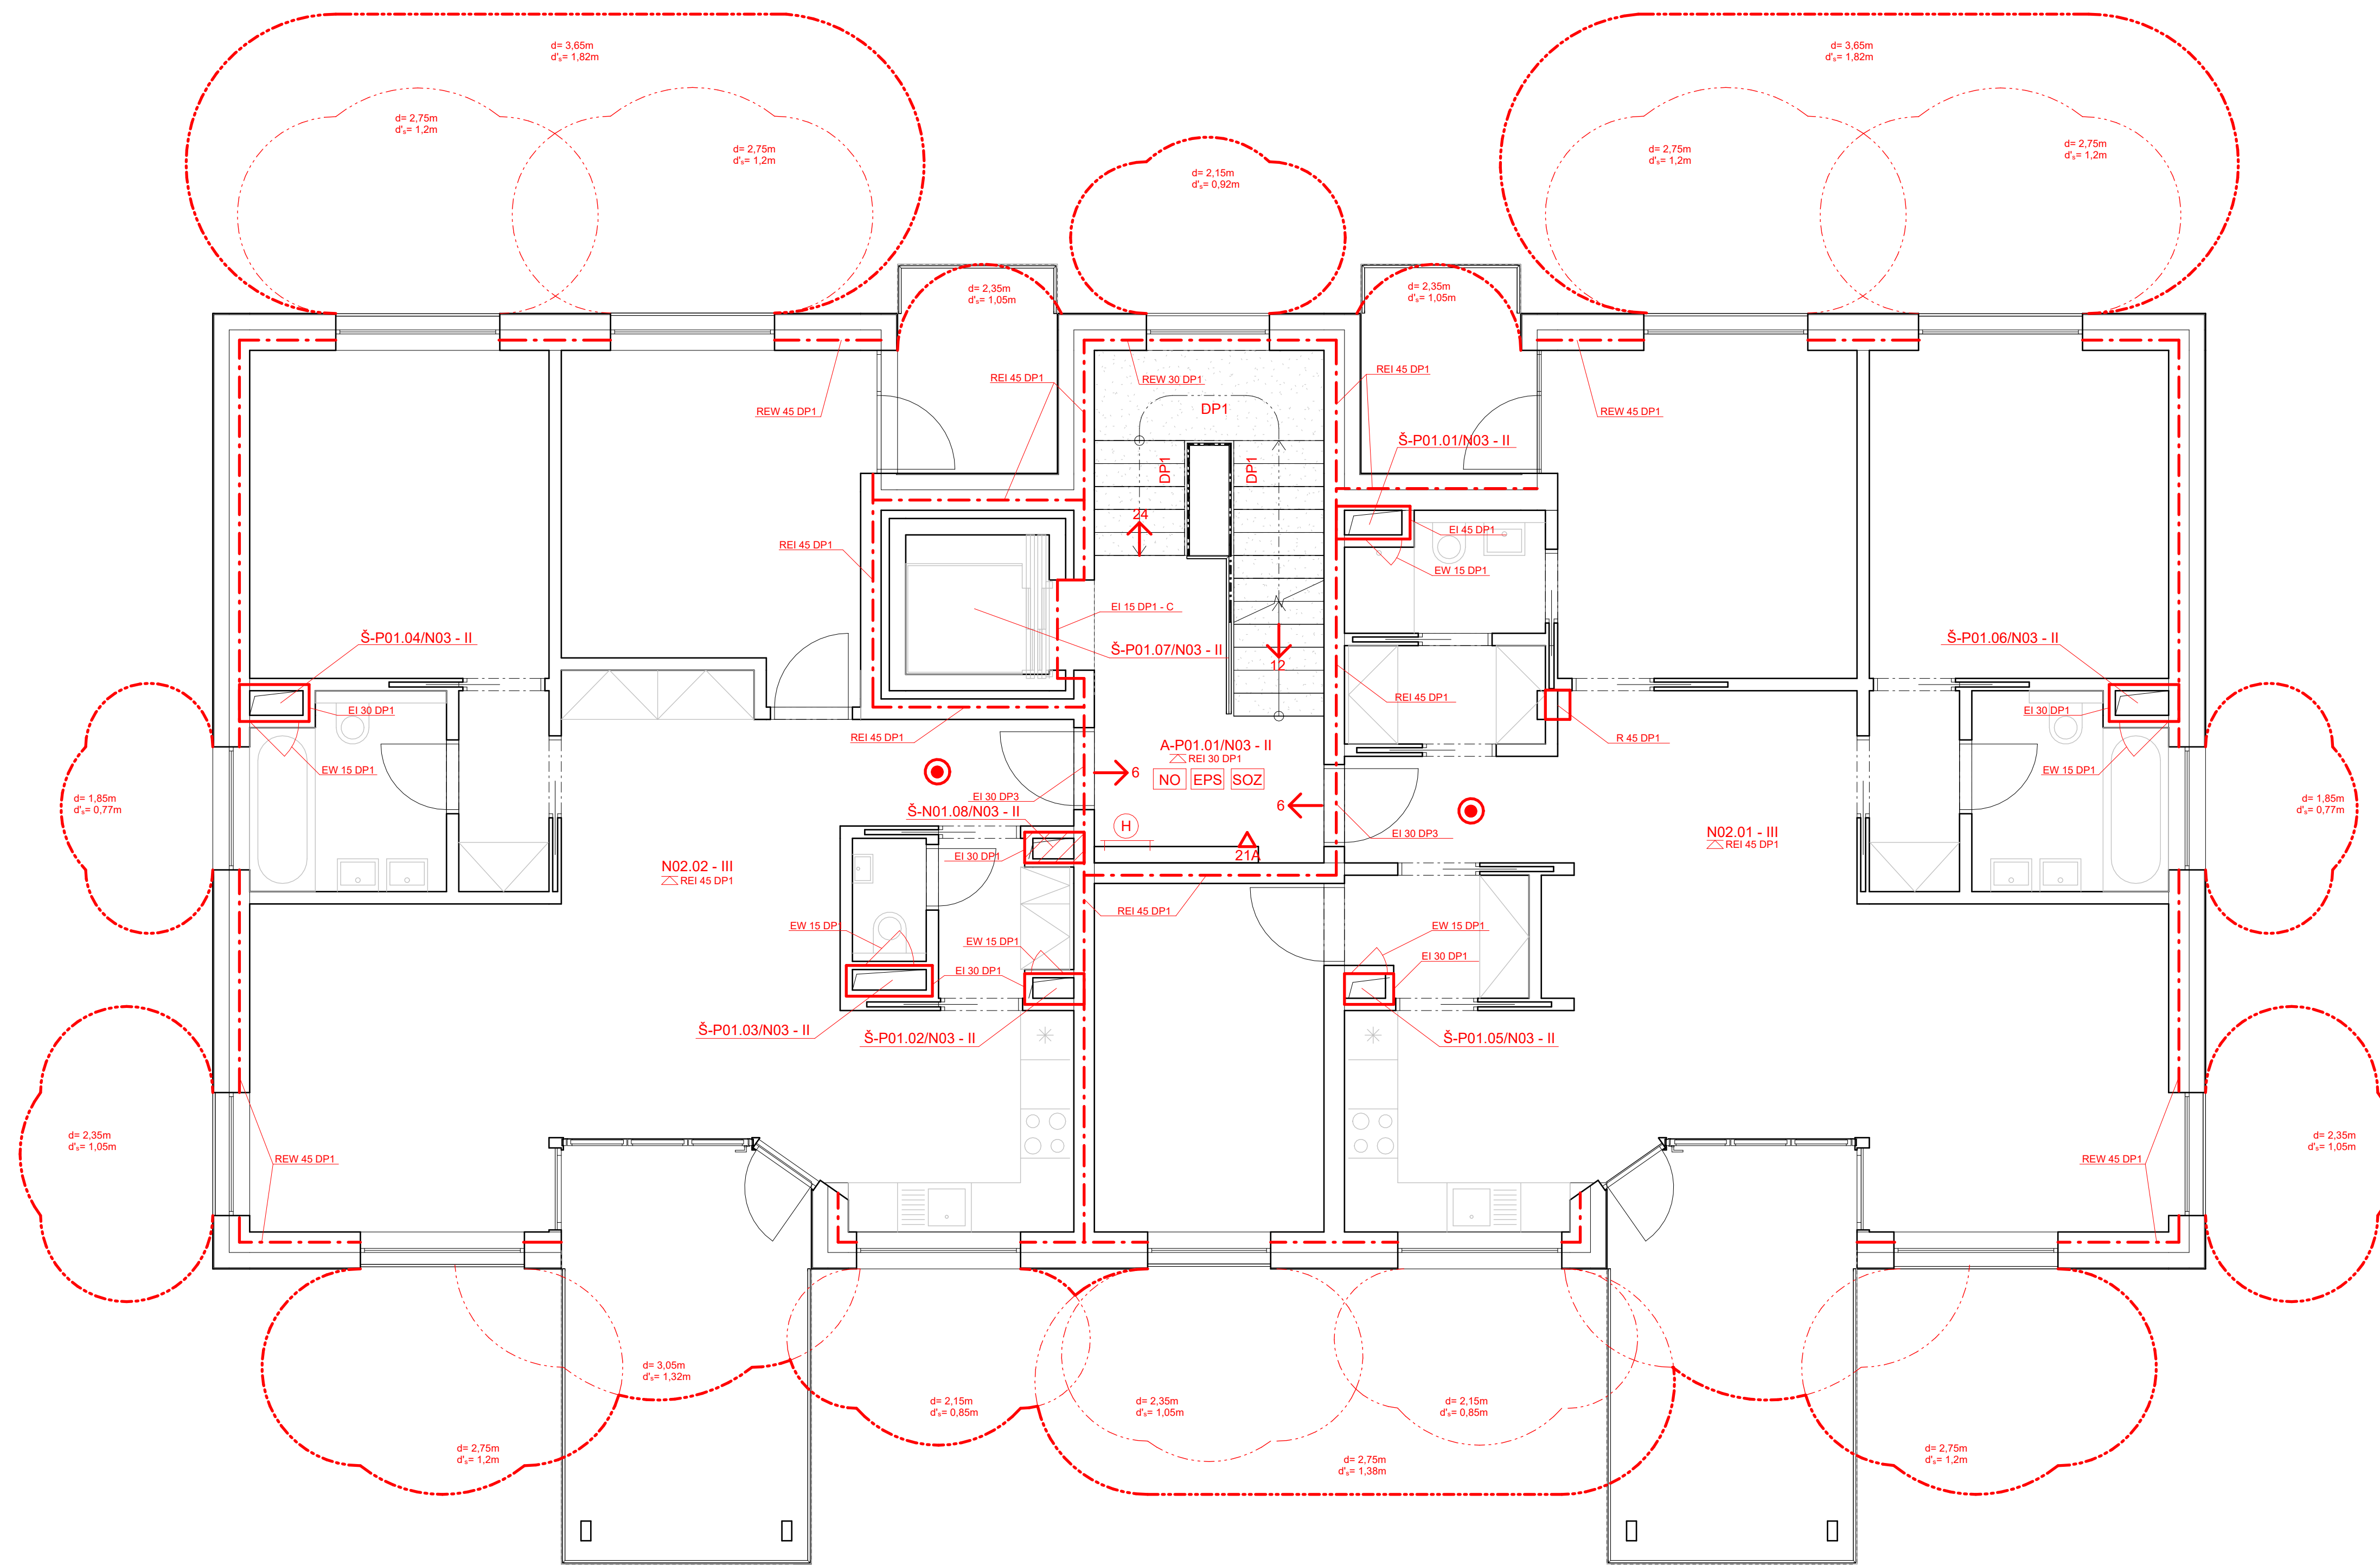 d= 3,65m
d'ₛ= 1,82m
d= 3,65m
d'ₛ= 1,82m
d= 2,75m
d'ₛ= 1,2m
d= 2,75m
d'ₛ= 1,2m
d= 2,15m
d'ₛ= 0,92m
d= 2,75m
d'ₛ= 1,2m
d= 2,75m
d'ₛ= 1,2m
d= 2,35m
d'ₛ= 1,05m
d= 2,35m
d'ₛ= 1,05m
REI 45 DP1
REW 30 DP1
REI 45 DP1
REW 45 DP1
DP1
REW 45 DP1
Š-P01.01/N03 - II
DP1
DP1
24
EI 45 DP1
REI 45 DP1
EW 15 DP1
EI 15 DP1 - C
Š-P01.04/N03 - II
Š-P01.07/N03 - II
12
Š-P01.06/N03 - II
REI 45 DP1
EI 30 DP1
EI 30 DP1
REI 45 DP1
R 45 DP1
A-P01.01/N03 - II
REI 30 DP1
EW 15 DP1
6
NO
EPS
SOZ
EW 15 DP1
d= 1,85m
d'ₛ= 0,77m
EI 30 DP3
6
d= 1,85m
d'ₛ= 0,77m
Š-N01.08/N03 - II
H
EI 30 DP3
N02.01 - III
REI 45 DP1
EI 30 DP1
21A
N02.02 - III
REI 45 DP1
REI 45 DP1
EW 15 DP1
EW 15 DP1
EW 15 DP1
EI 30 DP1
EI 30 DP1
Š-P01.03/N03 - II
Š-P01.02/N03 - II
Š-P01.05/N03 - II
d= 2,35m
d'ₛ= 1,05m
d= 2,35m
d'ₛ= 1,05m
REW 45 DP1
REW 45 DP1
d= 3,05m
d'ₛ= 1,32m
d= 2,15m
d'ₛ= 0,85m
d= 2,35m
d'ₛ= 1,05m
d= 2,15m
d'ₛ= 0,85m
d= 2,75m
d'ₛ= 1,2m
d= 2,75m
d'ₛ= 1,38m
d= 2,75m
d'ₛ= 1,2m